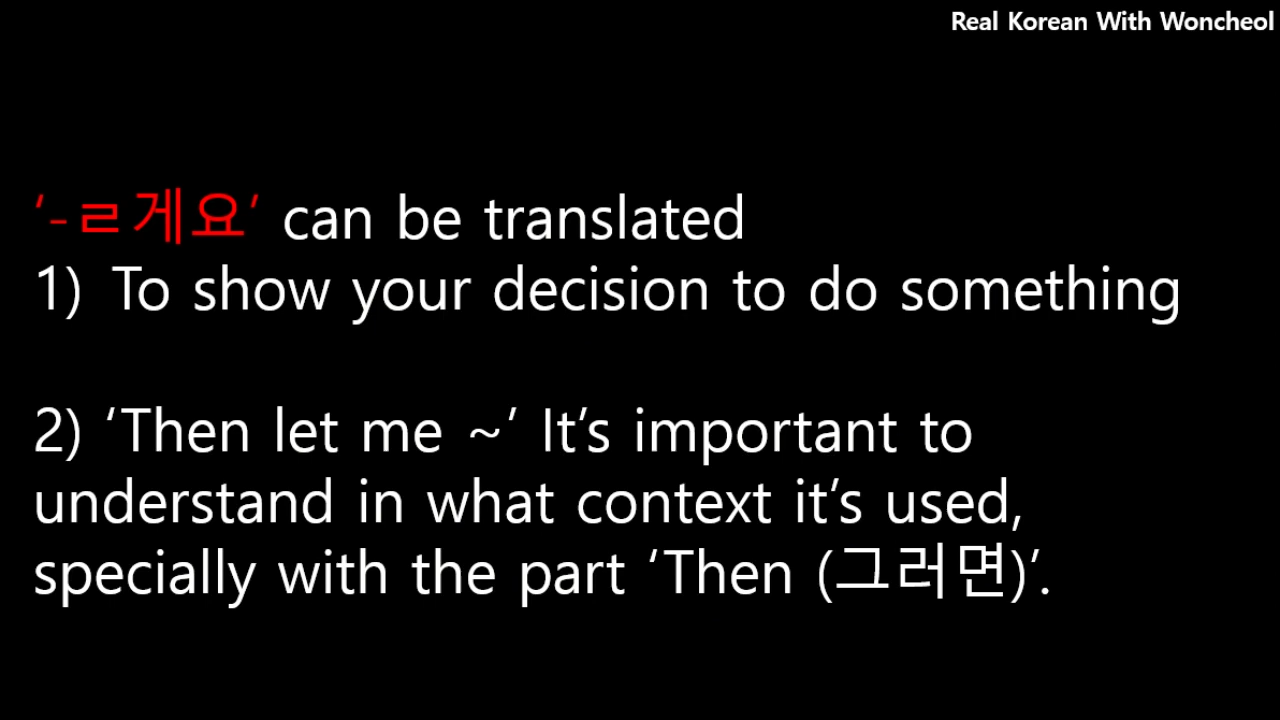 Real Korean With Woncheol
‘-ㄹ게요’ can be translated
1) To show your decision to do something
2) ‘Then let me ~’ It’s important to
understand in what context it’s used,
specially with the part ‘Then (그러면)’.